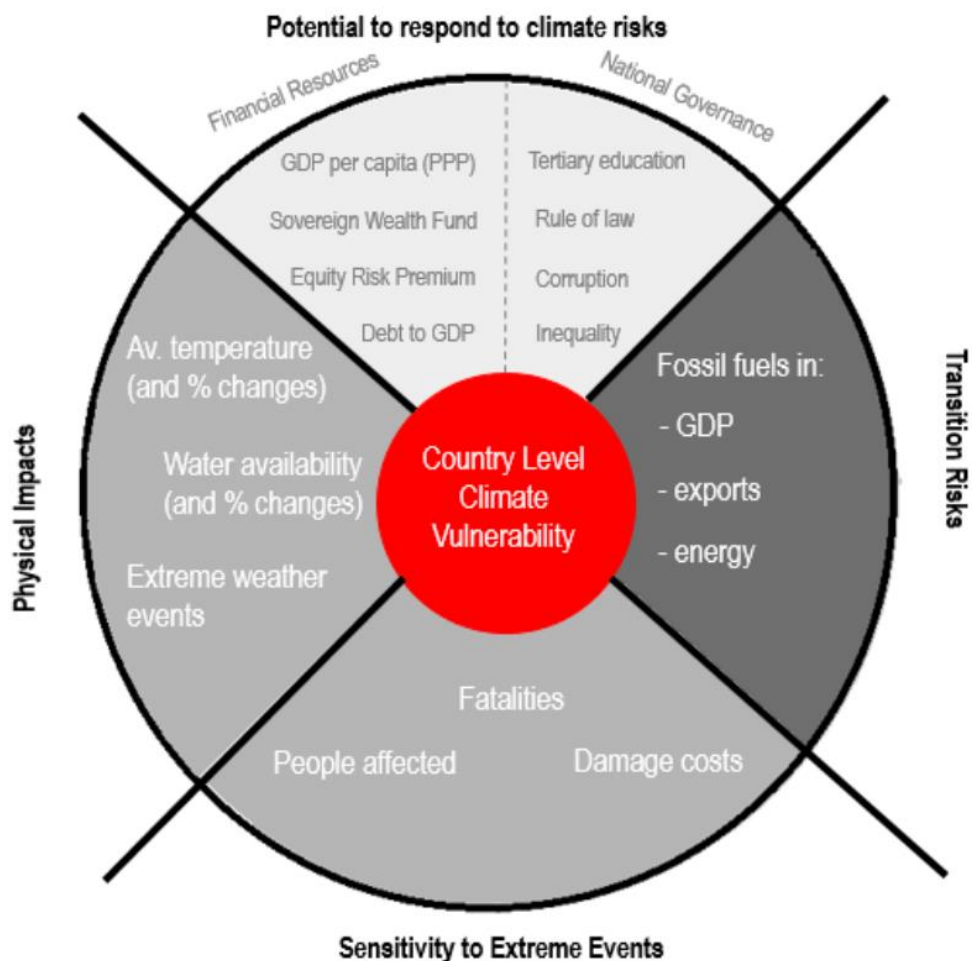 Potential to respond to climate risks
Financial Resources
National Governance
GDP per capita (PPP)
Sovereign Wealth Fund
Equity Risk Premium
Debt to GDP
Tertiary education
Rule of law
Corruption
Inequality
Physical Impacts
Av. temperature
(and % changes)
Water availability
(and % changes)
Extreme weather
events
Country Level
Climate
Vulnerability
Fossil fuels in:
- GDP
- exports
- energy
Transition Risks
Fatalities
People affected
Damage costs
Sensitivity to Extreme Events